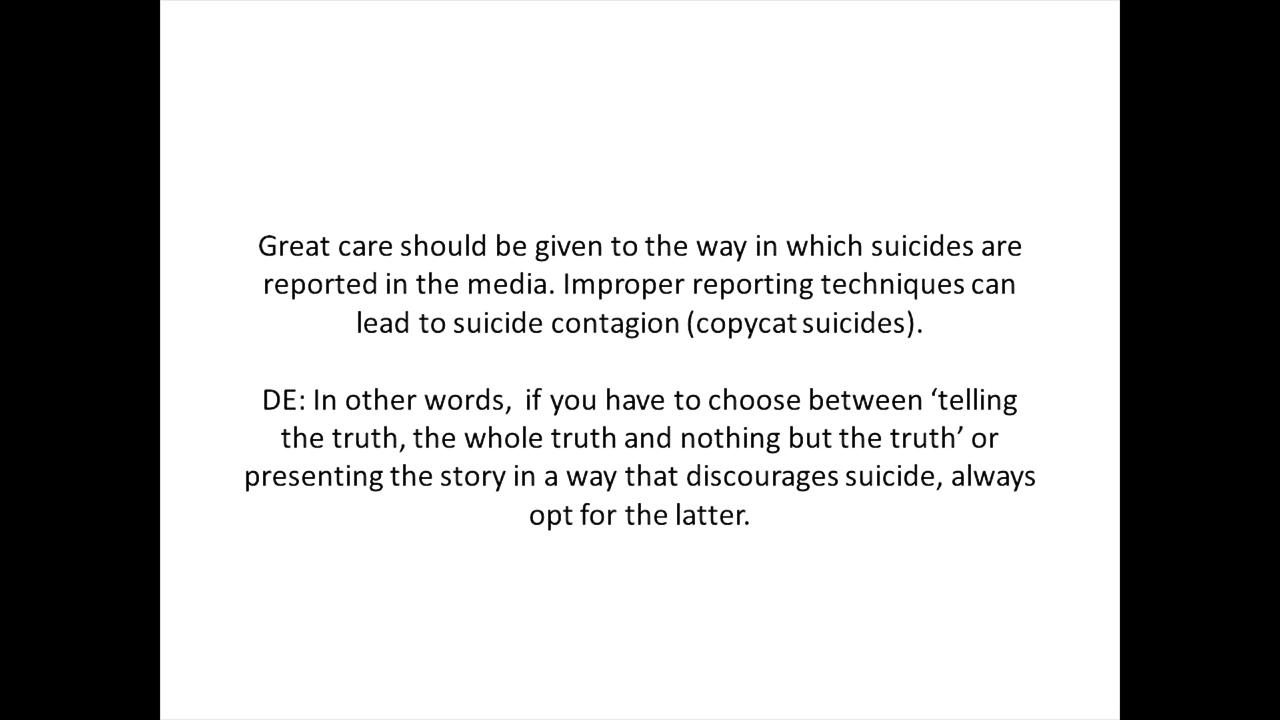 Great care should be given to the way in which suicides are
reported in the media. Improper reporting techniques can
lead to suicide contagion (copycat suicides).
DE: In other words,  if you have to choose between ‘telling
the truth, the whole truth and nothing but the truth’ or
presenting the story in a way that discourages suicide, always
opt for the latter.